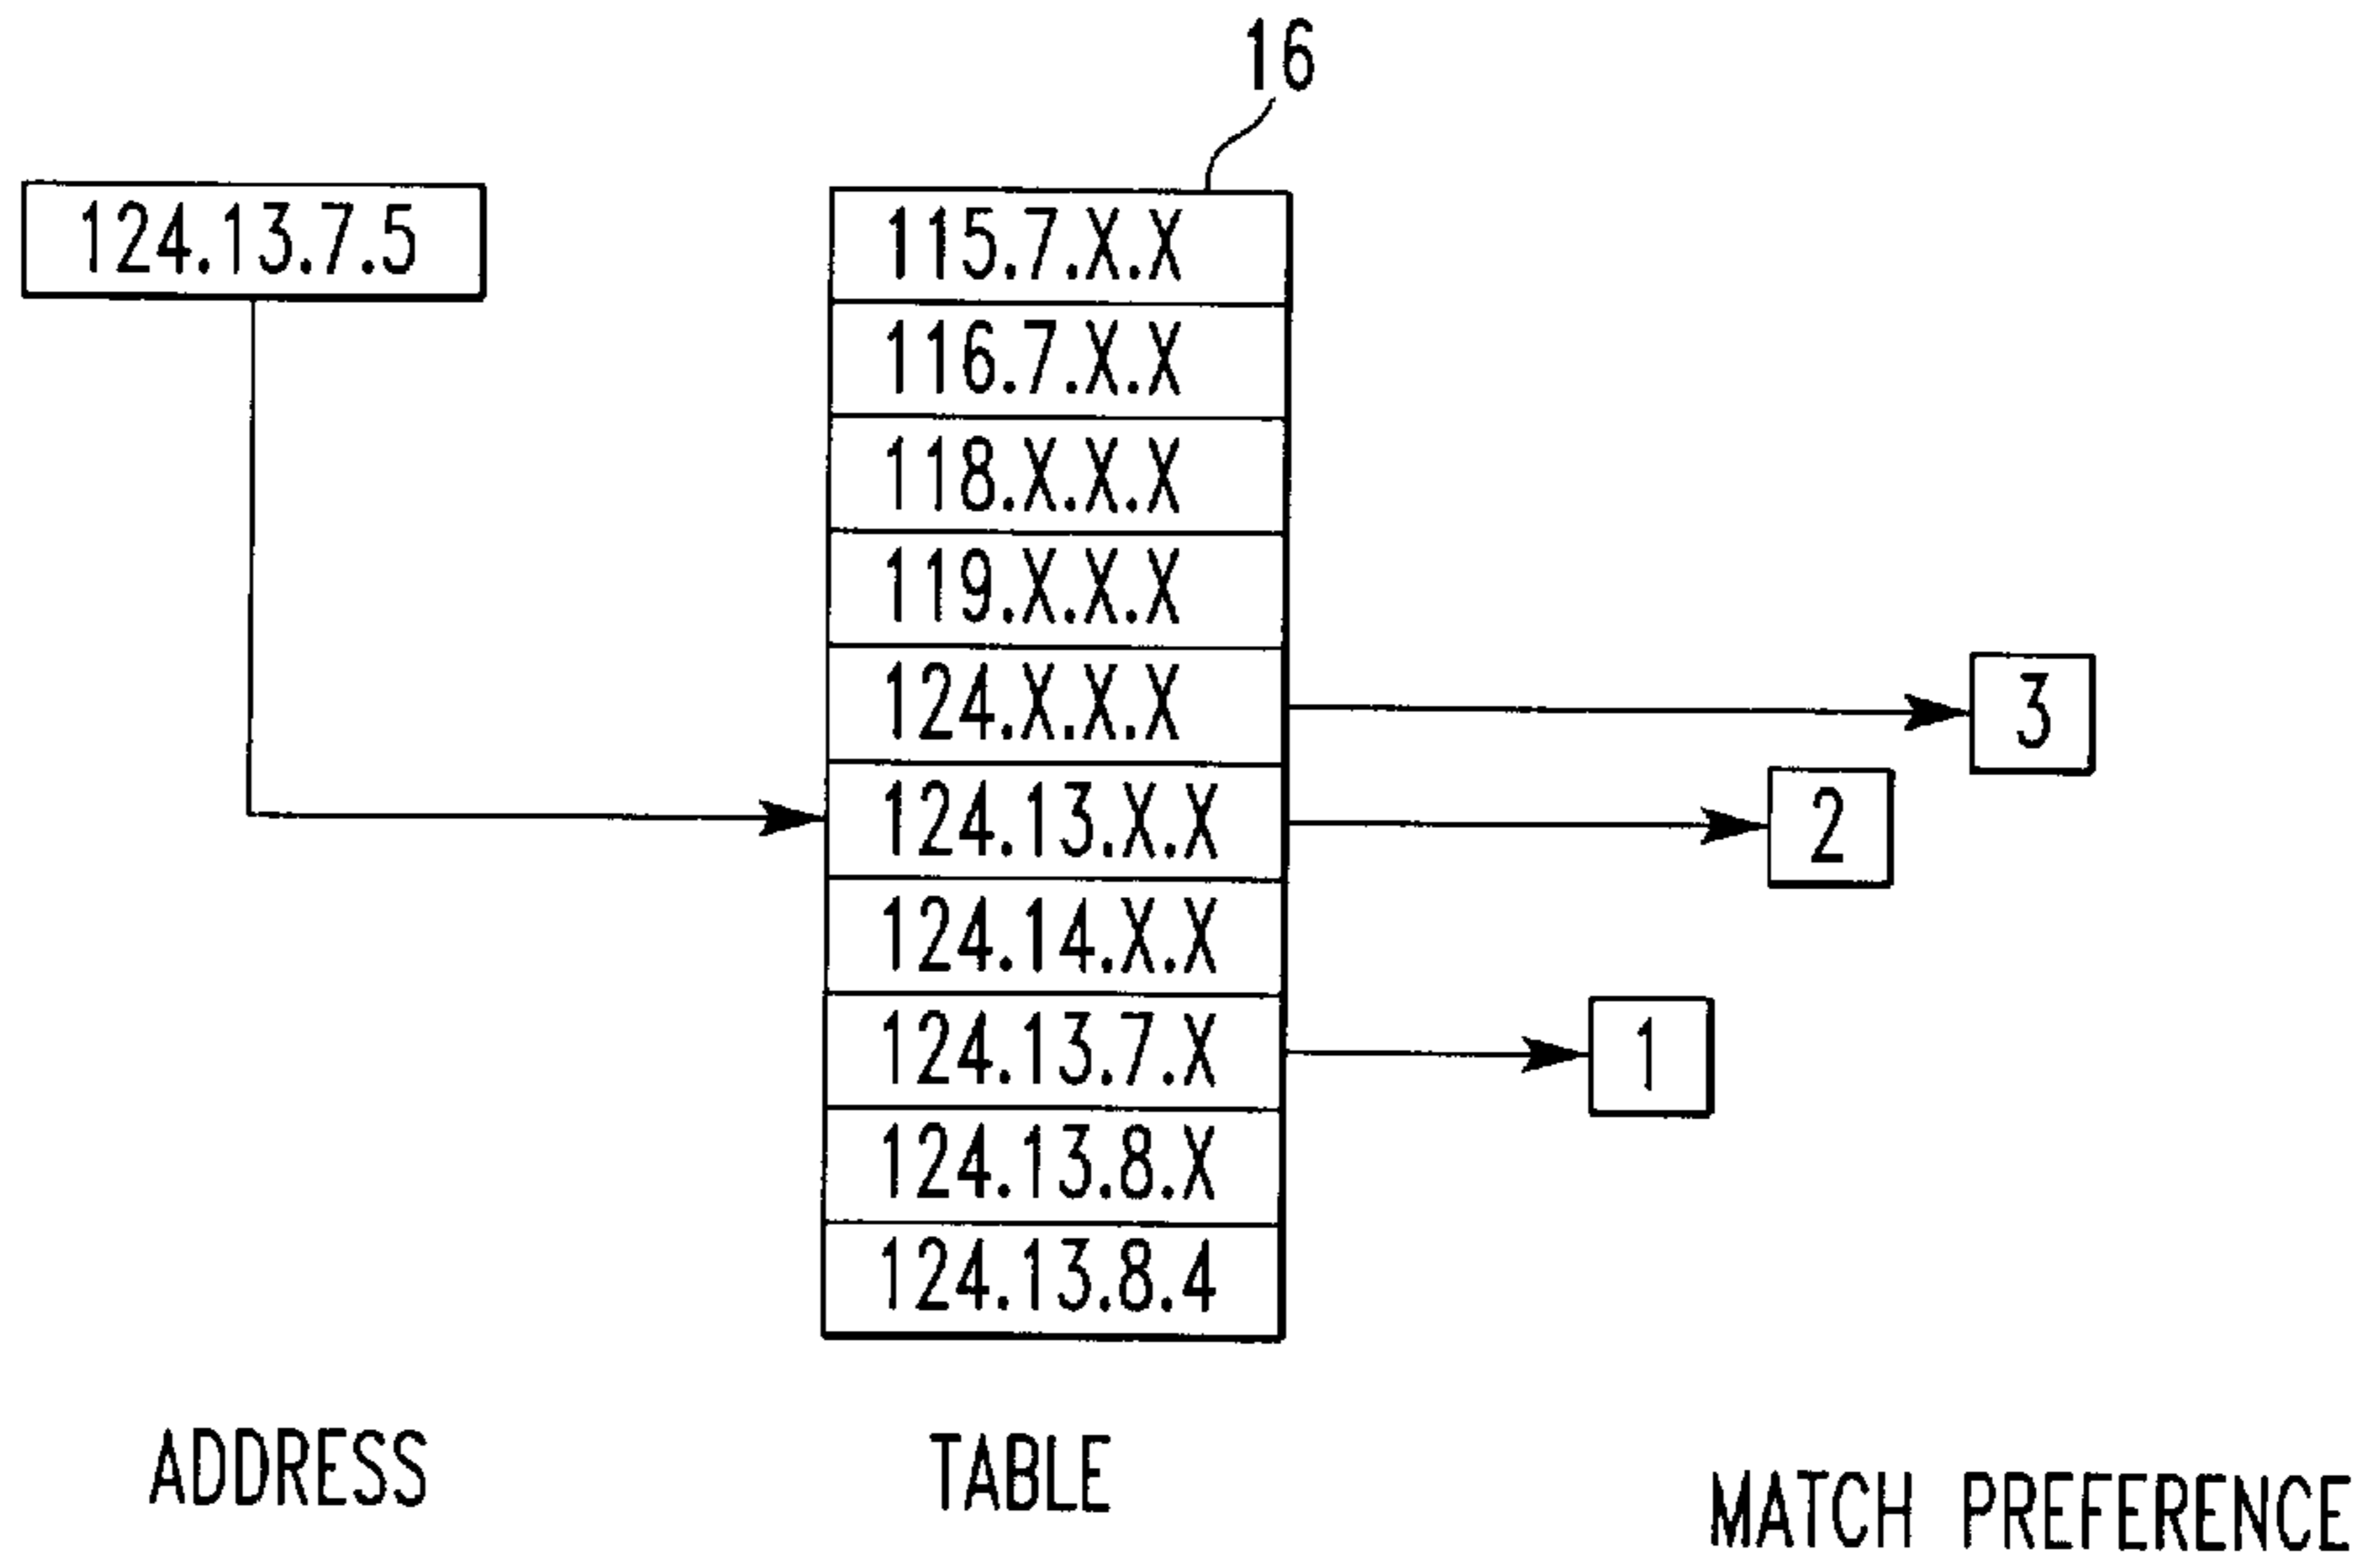 16
124.13.7.5
115.7.X.X
116.7.X.X
118.X.X.X
119.X.X.X
124.X.X.X
3
124.13.X.X
2
124.14.X.X
124.13.7.X
1
124.13.8.X
124.13.8.4
ADDRESS
TABLE
MATCH PREFERENCE